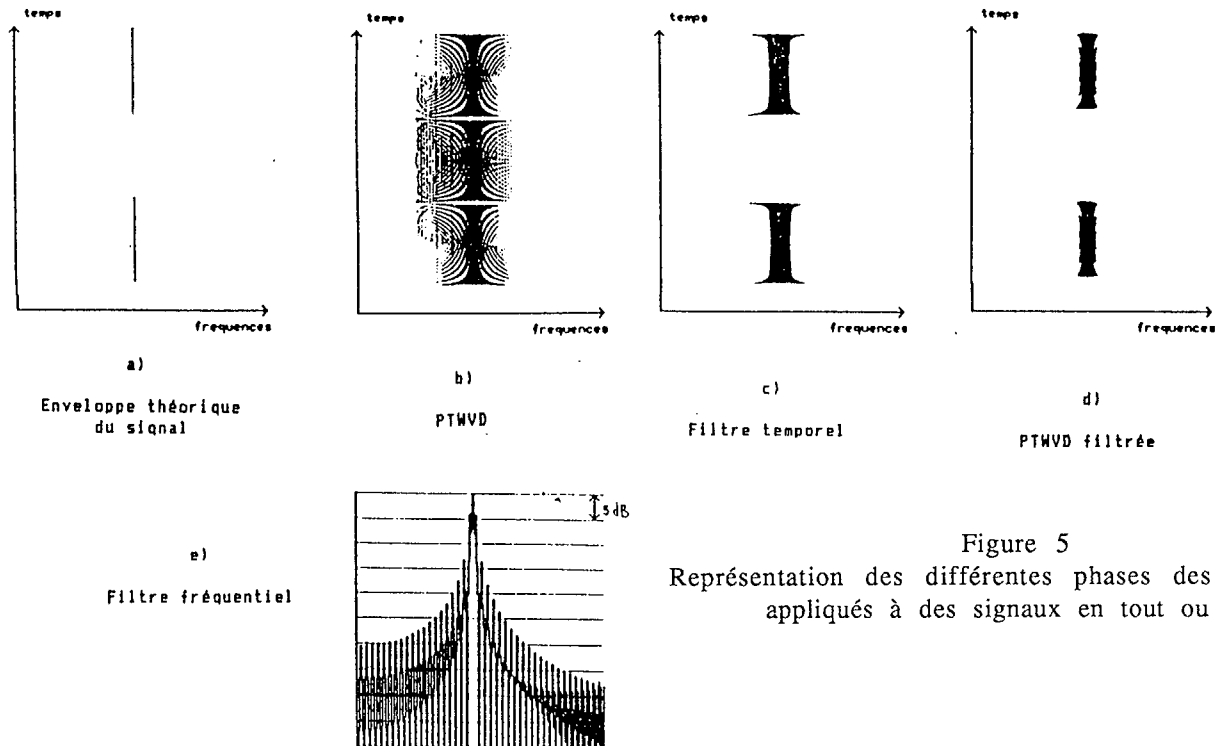 temps
temps
temps
temps
frequences
frequences
frequences
frequences
a)
Enveloppe théorique
du signal
b)
PTWVD
c)
Filtre temporel
d)
PTWVD filtrée
e)
Filtre fréquentiel
5 dB
Figure 5
Représentation des différentes phases des
appliqués à des signaux en tout ou